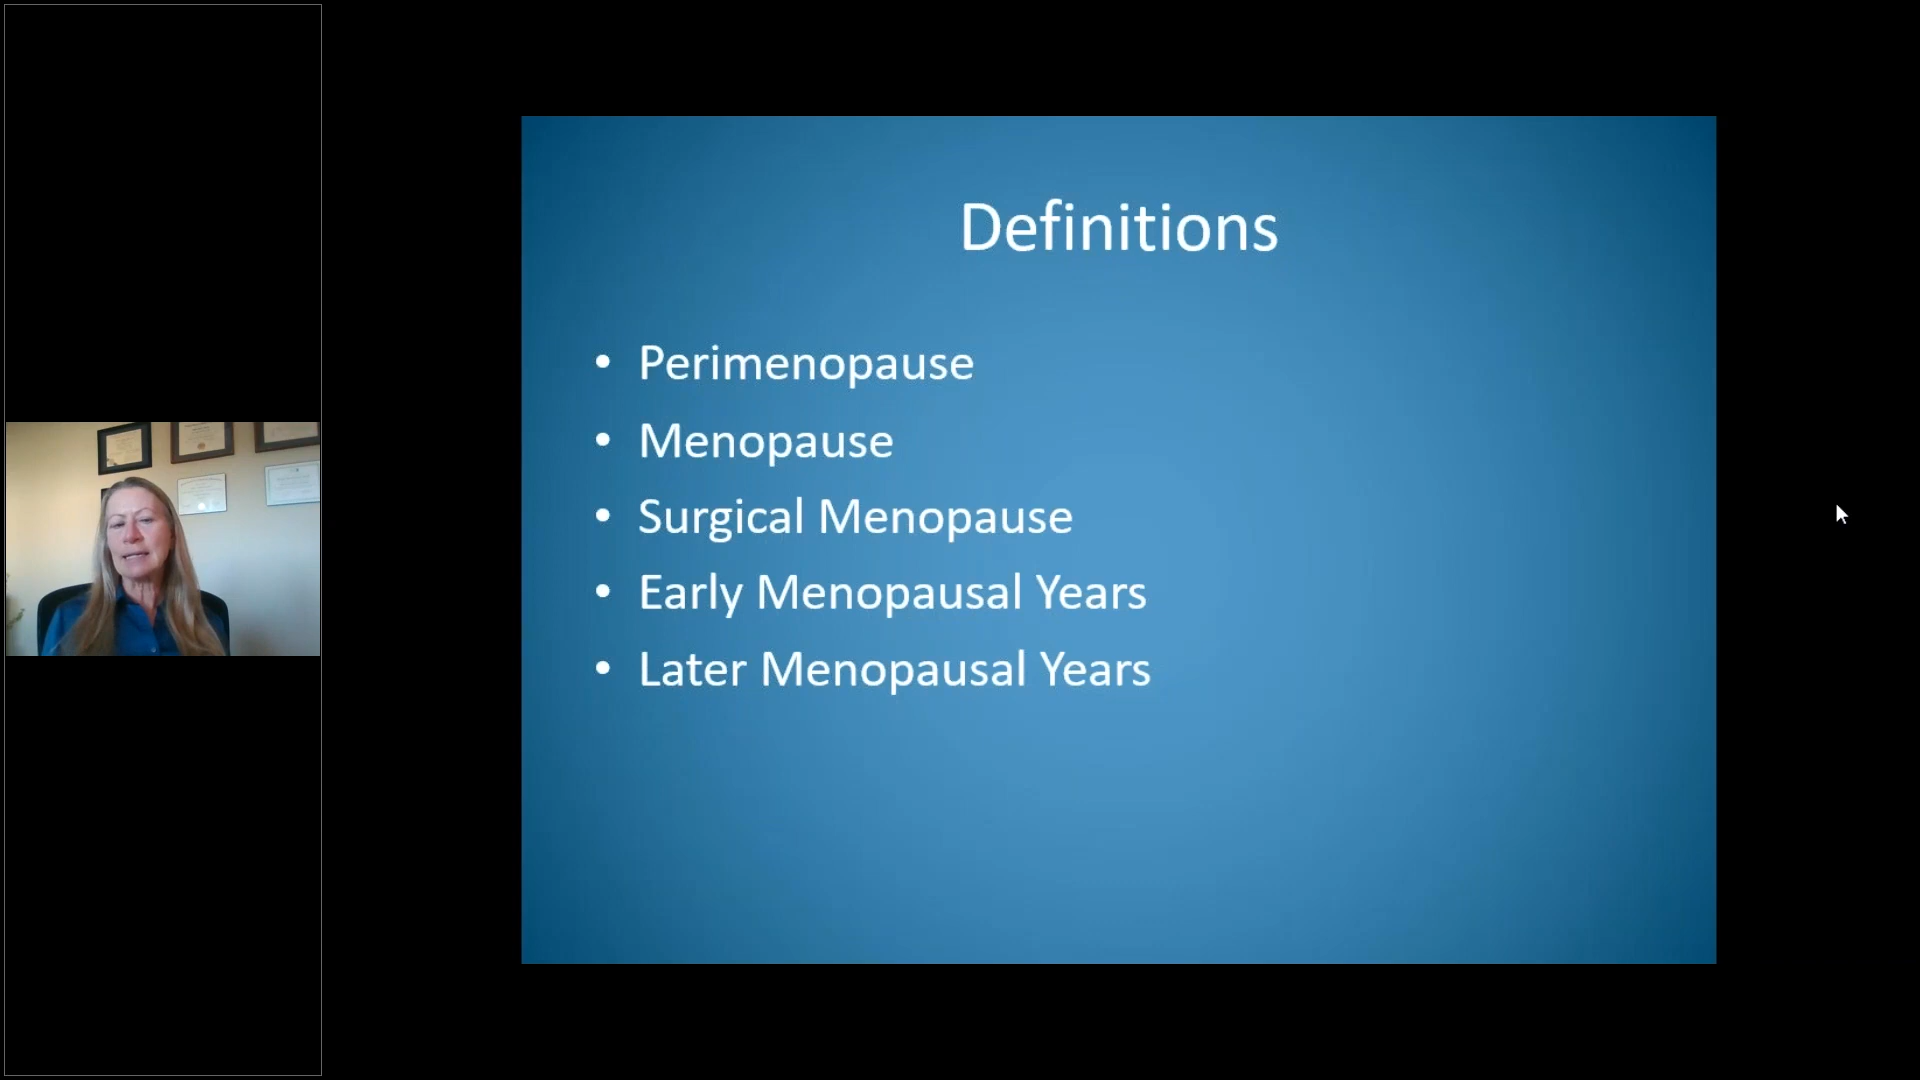 Definitions
• Perimenopause
• Menopause
• Surgical Menopause
• Early Menopausal Years
• Later Menopausal Years